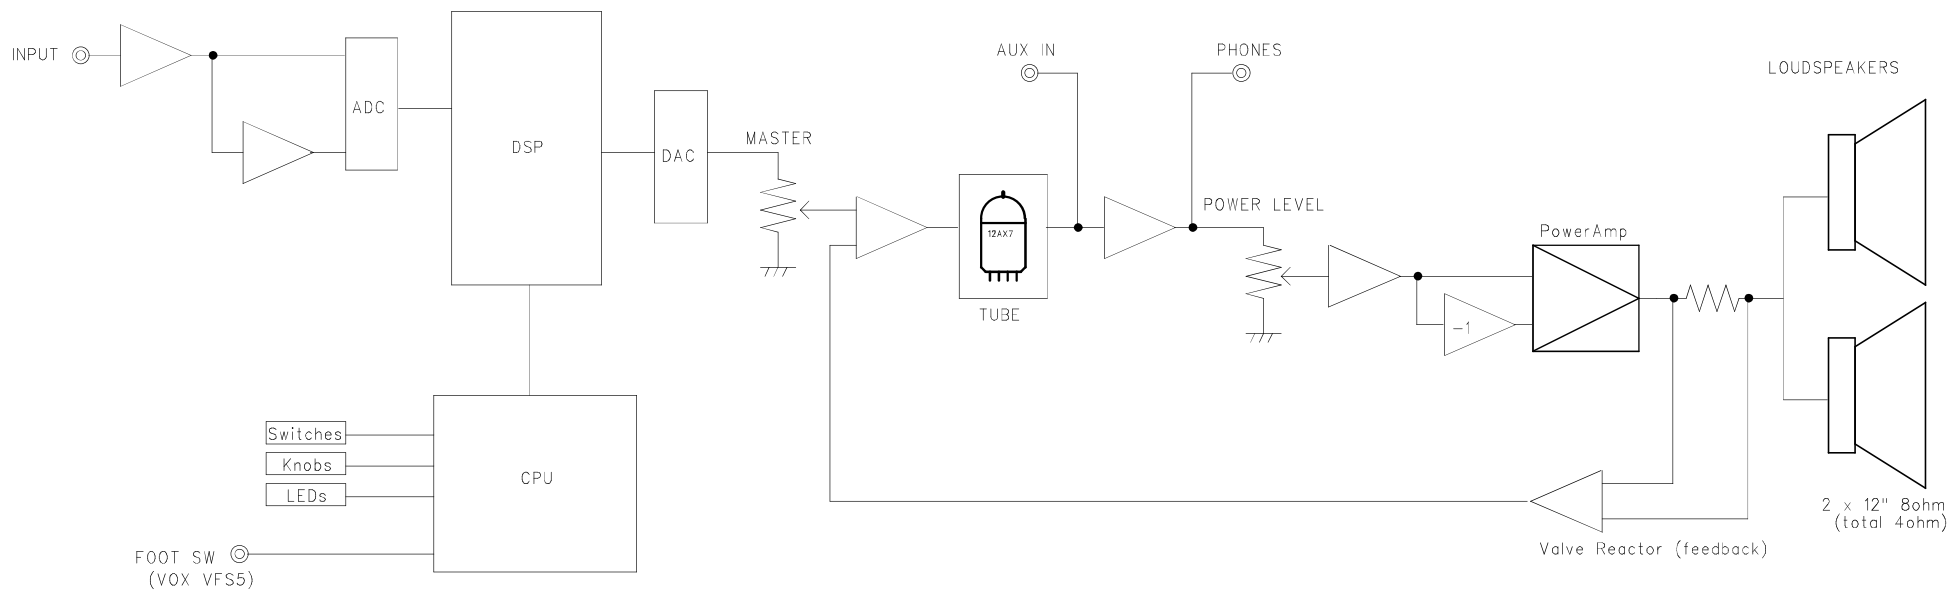 INPUT
ADC
DSP
DAC
MASTER
AUX IN
PHONES
LOUDSPEAKERS
12AX7
TUBE
POWER LEVEL
PowerAmp
-1
Switches
Knobs
LEDs
CPU
FOOT SW
(VOX VFS5)
Valve Reactor (feedback)
2 x 12" 8ohm
(total 4ohm)